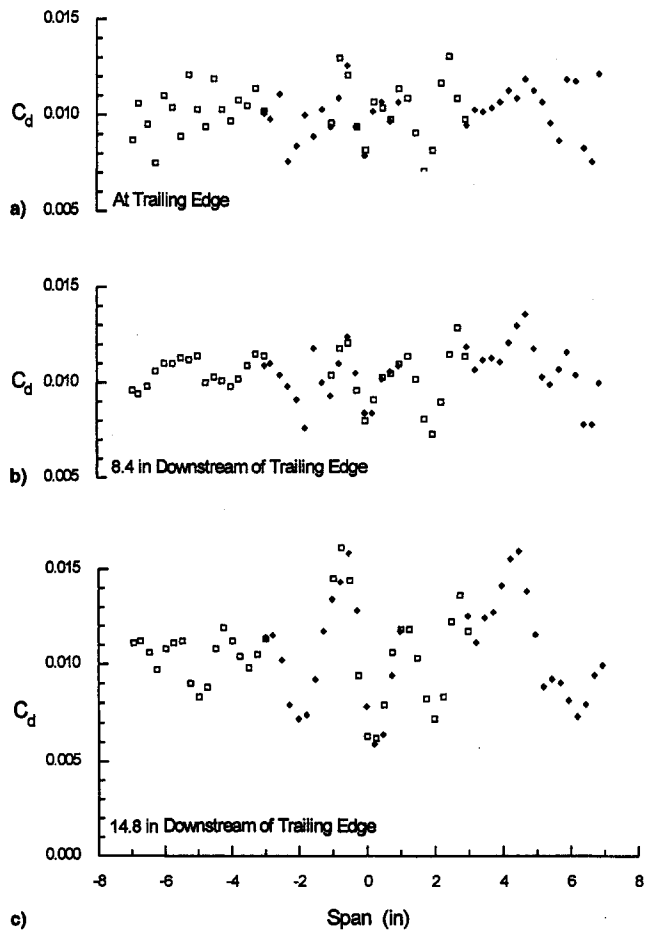 0.015
C_d 0.010
a) 0.005
At Trailing Edge
0.015
C_d 0.010
b) 0.005
8.4 in Downstream of Trailing Edge
0.015
0.010
C_d
0.005
14.8 in Downstream of Trailing Edge
0.000
-8 -6 -4 -2 0 2 4 6 8
c) Span (in)